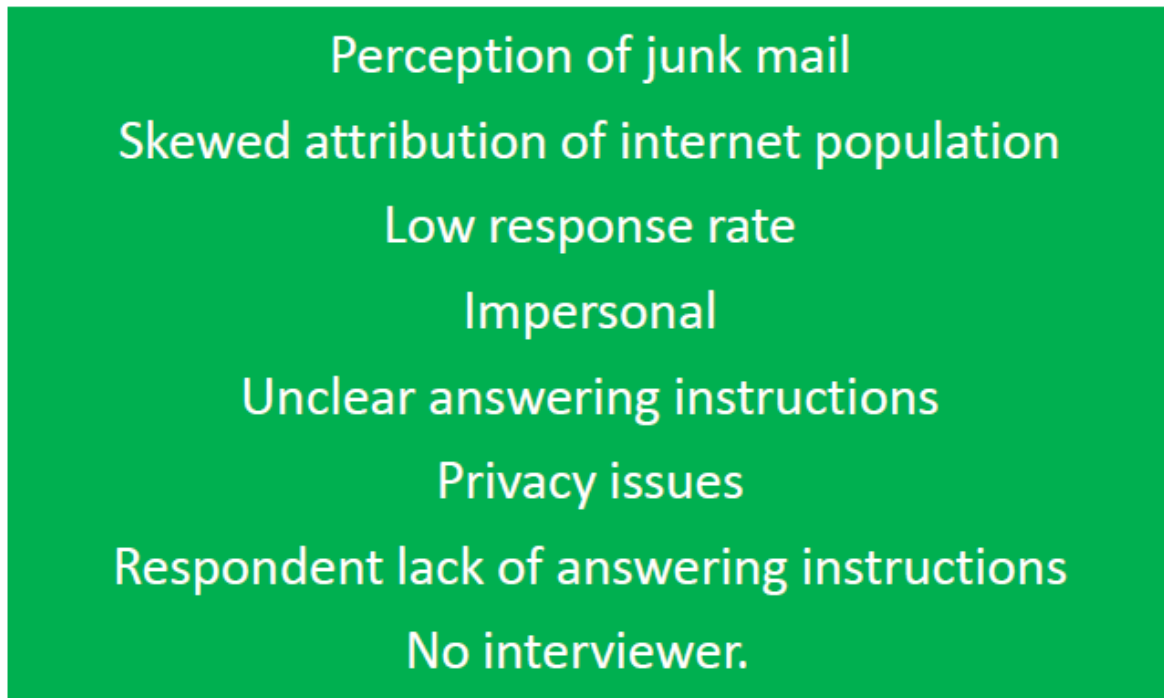 Perception of junk mail
Skewed attribution of internet population
Low response rate
Impersonal
Unclear answering instructions
Privacy issues
Respondent lack of answering instructions
No interviewer.